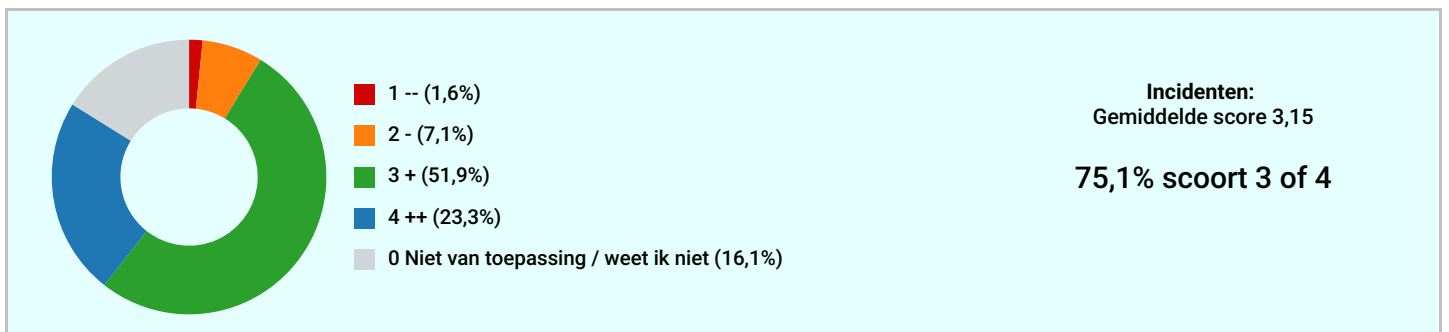 1 -- (1,6%)
2 - (7,1%)
3 + (51,9%)
4 ++ (23,3%)
0 Niet van toepassing / weet ik niet (16,1%)
Incidenten:
Gemiddelde score 3,15
75,1% scoort 3 of 4